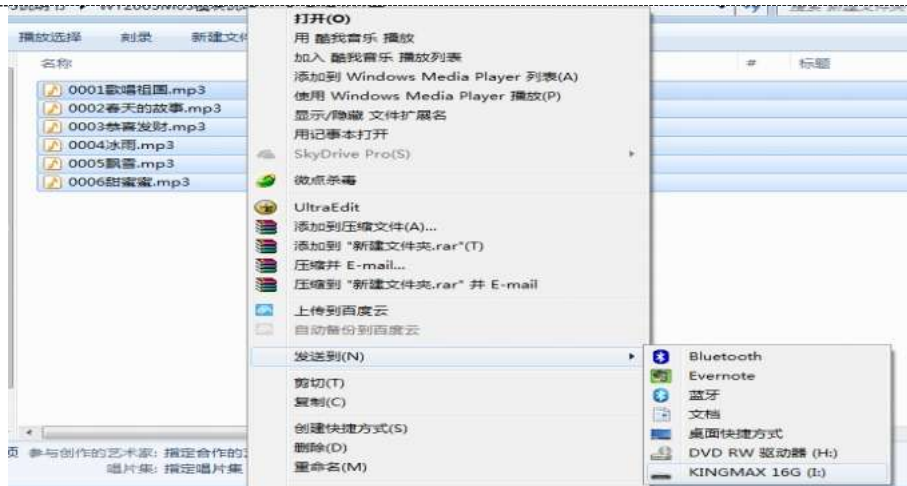 播放选择 刻录 新建文件
名称 # 标题
0001歌唱祖国.mp3
0002春天的故事.mp3
0003恭喜发财.mp3
0004冰雨.mp3
0005飘雪.mp3
0006甜蜜蜜.mp3
打开(O)
用 酷我音乐 播放
加入 酷我音乐 播放列表
添加到 Windows Media Player 列表(A)
使用 Windows Media Player 播放(P)
显示/隐藏 文件扩展名
用记事本打开
SkyDrive Pro(S)
微点杀毒
UltraEdit
添加到压缩文件(A)...
添加到 "新建文件夹.rar"(T)
压缩并 E-mail...
压缩到 "新建文件夹.rar" 并 E-mail
上传到百度云
自动备份到百度云
发送到(N)
剪切(T)
复制(C)
创建快捷方式(S)
删除(D)
重命名(M)
Bluetooth
Evernote
蓝牙
文档
桌面快捷方式
DVD RW 驱动器 (H:)
KINGMAX 16G (I:)
页 参与创作的艺术家: 指定合作的
唱片集: 指定唱片集